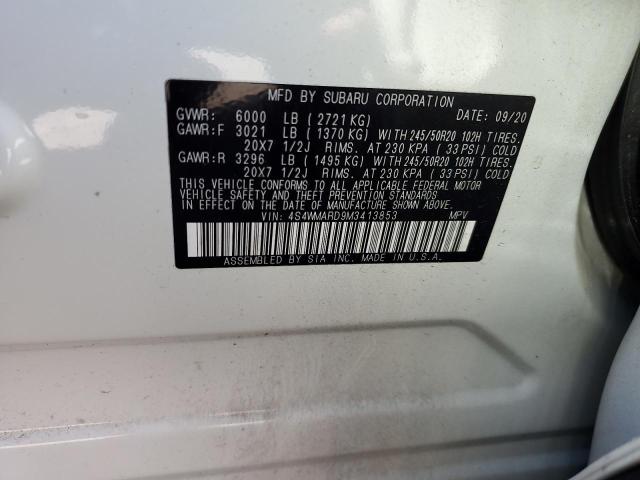 MFD BY SUBARU CORPORATION
GVWR: 6000 LB (2721 KG) DATE: 09/20
GAWR:F 3021 LB (1370 KG) WITH 245/50R20 102H TIRES.
20X7 1/2J RIMS. AT 230 KPA (33 PSI) COLD
GAWR:R 3296 LB (1495 KG) WITH 245/50R20 102H TIRES.
20X7 1/2J RIMS. AT 230 KPA (33 PSI) COLD
THIS VEHICLE CONFORMS TO ALL APPLICABLE FEDERAL MOTOR
VEHICLE SAFETY AND THEFT PREVENTION STANDARDS
IN EFFECT ON THE DATE OF MANUFACTURE SHOWN ABOVE.
VIN: 4S4WMARD9M3413853 MPV
ASSEMBLED BY SIA INC. MADE IN U.S.A.